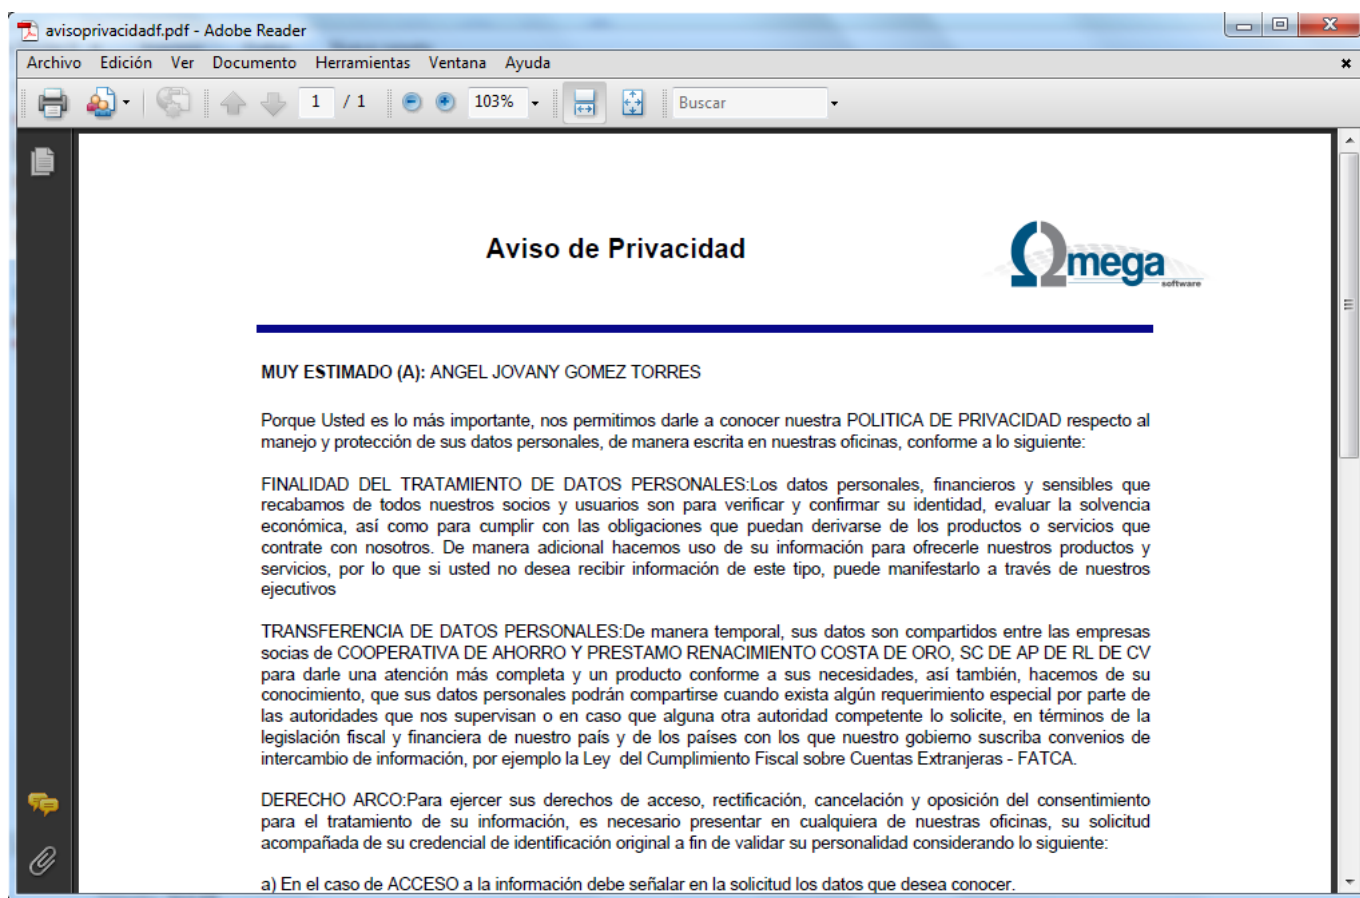 avisoprivacidadf.pdf - Adobe Reader
Archivo Edición Ver Documento Herramientas Ventana Ayuda
1 / 1 103% Buscar
Aviso de Privacidad
Ωmega
software
MUY ESTIMADO (A): ANGEL JOVANY GOMEZ TORRES
Porque Usted es lo más importante, nos permitimos darle a conocer nuestra POLITICA DE PRIVACIDAD respecto al
manejo y protección de sus datos personales, de manera escrita en nuestras oficinas, conforme a lo siguiente:
FINALIDAD DEL TRATAMIENTO DE DATOS PERSONALES:Los datos personales, financieros y sensibles que
recabamos de todos nuestros socios y usuarios son para verificar y confirmar su identidad, evaluar la solvencia
económica, así como para cumplir con las obligaciones que puedan derivarse de los productos o servicios que
contrate con nosotros. De manera adicional hacemos uso de su información para ofrecerle nuestros productos y
servicios, por lo que si usted no desea recibir información de este tipo, puede manifestarlo a través de nuestros
ejecutivos
TRANSFERENCIA DE DATOS PERSONALES:De manera temporal, sus datos son compartidos entre las empresas
socias de COOPERATIVA DE AHORRO Y PRESTAMO RENACIMIENTO COSTA DE ORO, SC DE AP DE RL DE CV
para darle una atención más completa y un producto conforme a sus necesidades, así también, hacemos de su
conocimiento, que sus datos personales podrán compartirse cuando exista algún requerimiento especial por parte de
las autoridades que nos supervisan o en caso que alguna otra autoridad competente lo solicite, en términos de la
legislación fiscal y financiera de nuestro país y de los países con los que nuestro gobierno suscriba convenios de
intercambio de información, por ejemplo la Ley del Cumplimiento Fiscal sobre Cuentas Extranjeras - FATCA.
DERECHO ARCO:Para ejercer sus derechos de acceso, rectificación, cancelación y oposición del consentimiento
para el tratamiento de su información, es necesario presentar en cualquiera de nuestras oficinas, su solicitud
acompañada de su credencial de identificación original a fin de validar su personalidad considerando lo siguiente:
a) En el caso de ACCESO a la información debe señalar en la solicitud los datos que desea conocer.